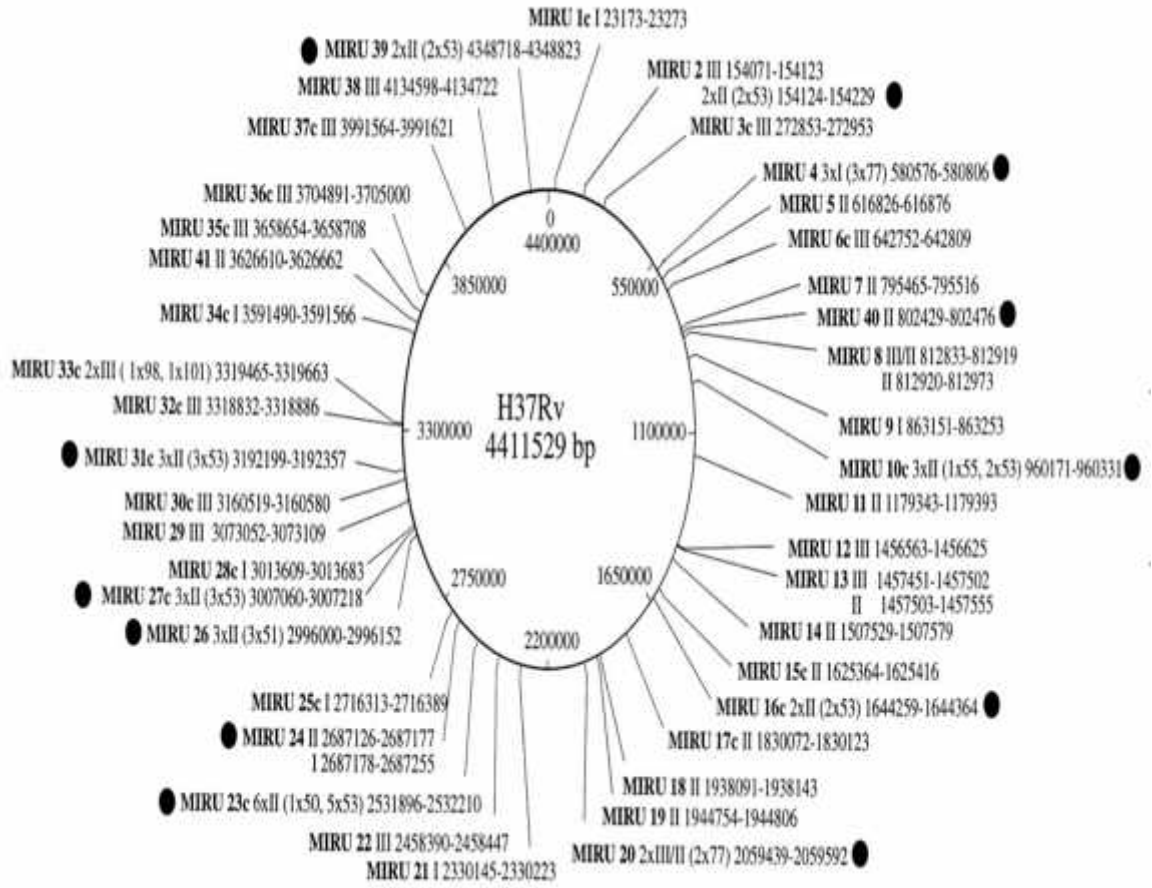 MIRU 1c I 23173-23273
MIRU 2 III 154071-154123
2xII (2x53) 154124-154229
MIRU 3c III 272853-272953
MIRU 4 3xI (3x77) 580576-580806
MIRU 5 II 616826-616876
MIRU 6c III 642752-642809
MIRU 7 II 795465-795516
MIRU 40 II 802429-802476
MIRU 8 III/II 812833-812919
II 812920-812973
MIRU 9 I 863151-863253
MIRU 10c 3xII (1x55, 2x53) 960171-960331
MIRU 11 II 1179343-1179393
MIRU 12 III 1456563-1456625
MIRU 13 III 1457451-1457502
II 1457503-1457555
MIRU 14 II 1507529-1507579
MIRU 15c II 1625364-1625416
MIRU 16c 2xII (2x53) 1644259-1644364
MIRU 17c II 1830072-1830123
MIRU 18 II 1938091-1938143
MIRU 19 II 1944754-1944806
MIRU 20 2xIII/II (2x77) 2059439-2059592
MIRU 21 I 2330145-2330223
MIRU 22 III 2458390-2458447
MIRU 23c 6xII (1x50, 5x53) 2531896-2532210
MIRU 24 II 2687126-2687177
I 2687178-2687255
MIRU 25c I 2716313-2716389
MIRU 26 3xII (3x51) 2996000-2996152
MIRU 27c 3xII (3x53) 3007060-3007218
MIRU 28c I 3013609-3013683
MIRU 29 III 3073052-3073109
MIRU 30c III 3160519-3160580
MIRU 31c 3xII (3x53) 3192199-3192357
MIRU 32c III 3318832-3318886
MIRU 33c 2xIII ( 1x98, 1x101) 3319465-3319663
MIRU 34c I 3591490-3591566
MIRU 41 II 3626610-3626662
MIRU 35c III 3658654-3658708
MIRU 36c III 3704891-3705000
MIRU 37c III 3991564-3991621
MIRU 38 III 4134598-4134722
MIRU 39 2xII (2x53) 4348718-4348823
0
4400000
550000
1100000
1650000
2200000
2750000
3300000
3850000
H37Rv
4411529 bp